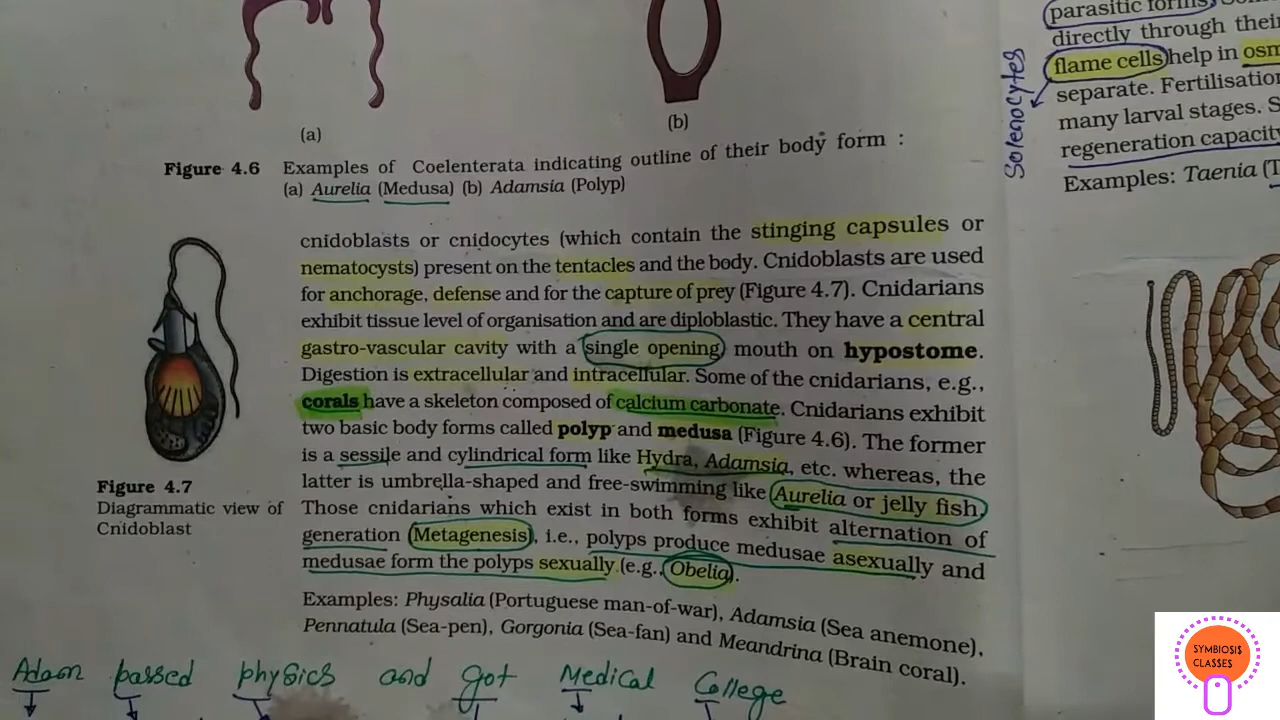 (a)
(b)
Figure 4.6 Examples of Coelenterata indicating outline of their body form :
(a) Aurelia (Medusa) (b) Adamsia (Polyp)
cnidoblasts or cnidocytes (which contain the stinging capsules or
nematocysts) present on the tentacles and the body. Cnidoblasts are used
for anchorage, defense and for the capture of prey (Figure 4.7). Cnidarians
exhibit tissue level of organisation and are diploblastic. They have a central
gastro-vascular cavity with a single opening, mouth on hypostome.
Digestion is extracellular and intracellular. Some of the cnidarians, e.g.,
corals have a skeleton composed of calcium carbonate. Cnidarians exhibit
two basic body forms called polyp and medusa (Figure 4.6). The former
is a sessile and cylindrical form like Hydra, Adamsia, etc. whereas, the
latter is umbrella-shaped and free-swimming like Aurelia or jelly fish.
Those cnidarians which exist in both forms exhibit alternation of
generation (Metagenesis), i.e., polyps produce medusae asexually and
medusae form the polyps sexually (e.g., Obelia).
Examples: Physalia (Portuguese man-of-war), Adamsia (Sea anemone),
Pennatula (Sea-pen), Gorgonia (Sea-fan) and Meandrina (Brain coral).
Figure 4.7
Diagrammatic view of
Cnidoblast
Adam passed physics and got Medical College
Solenocytes
parasitic forms.
directly through their
flame cells help in osm
separate. Fertilisation
many larval stages. S
regeneration capacity
Examples: Taenia (T
SYMBIOSIS
CLASSES